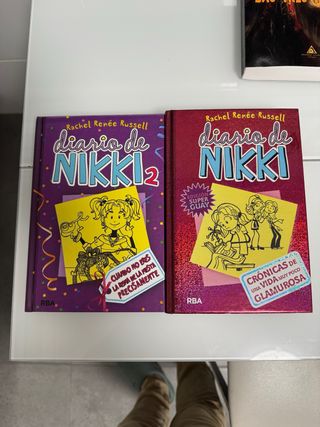 Rachel Renée Russell
diario de
NIKKI 2
CUANDO NO ERES
LA REINA DE LA FIESTA
PRECISAMENTE
RBA
Rachel Renée Russell
diario de
NIKKI
SUPER
GUAY
CRÓNICAS DE
UNA VIDA MUY POCO
GLAMUROSA
RBA